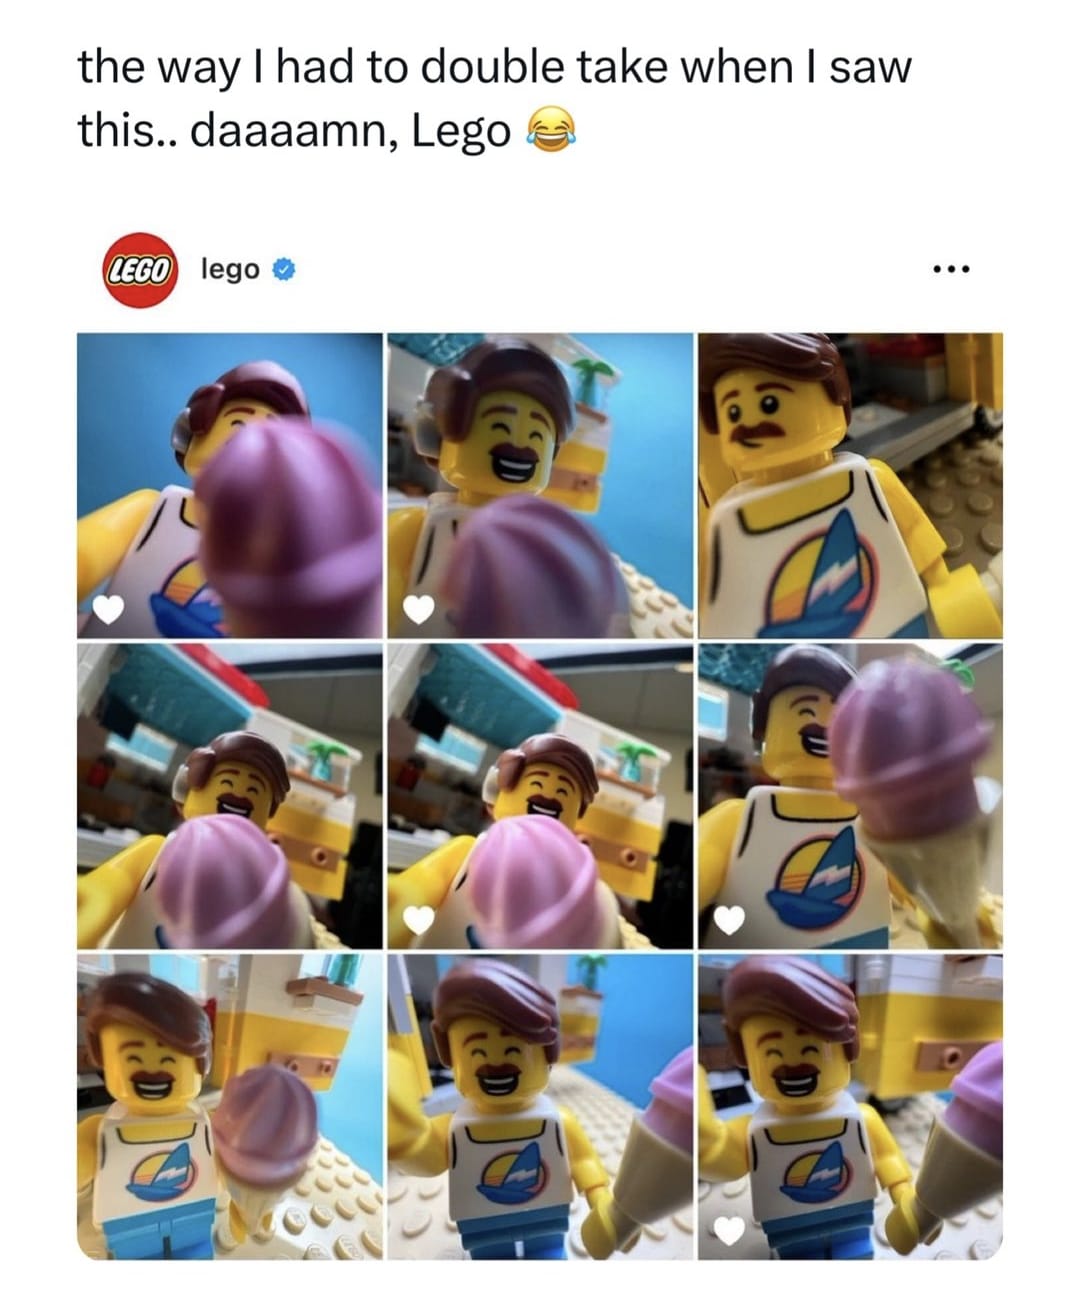 the way I had to double take when I saw
this.. daaaamn, Lego 😂
LEGO lego